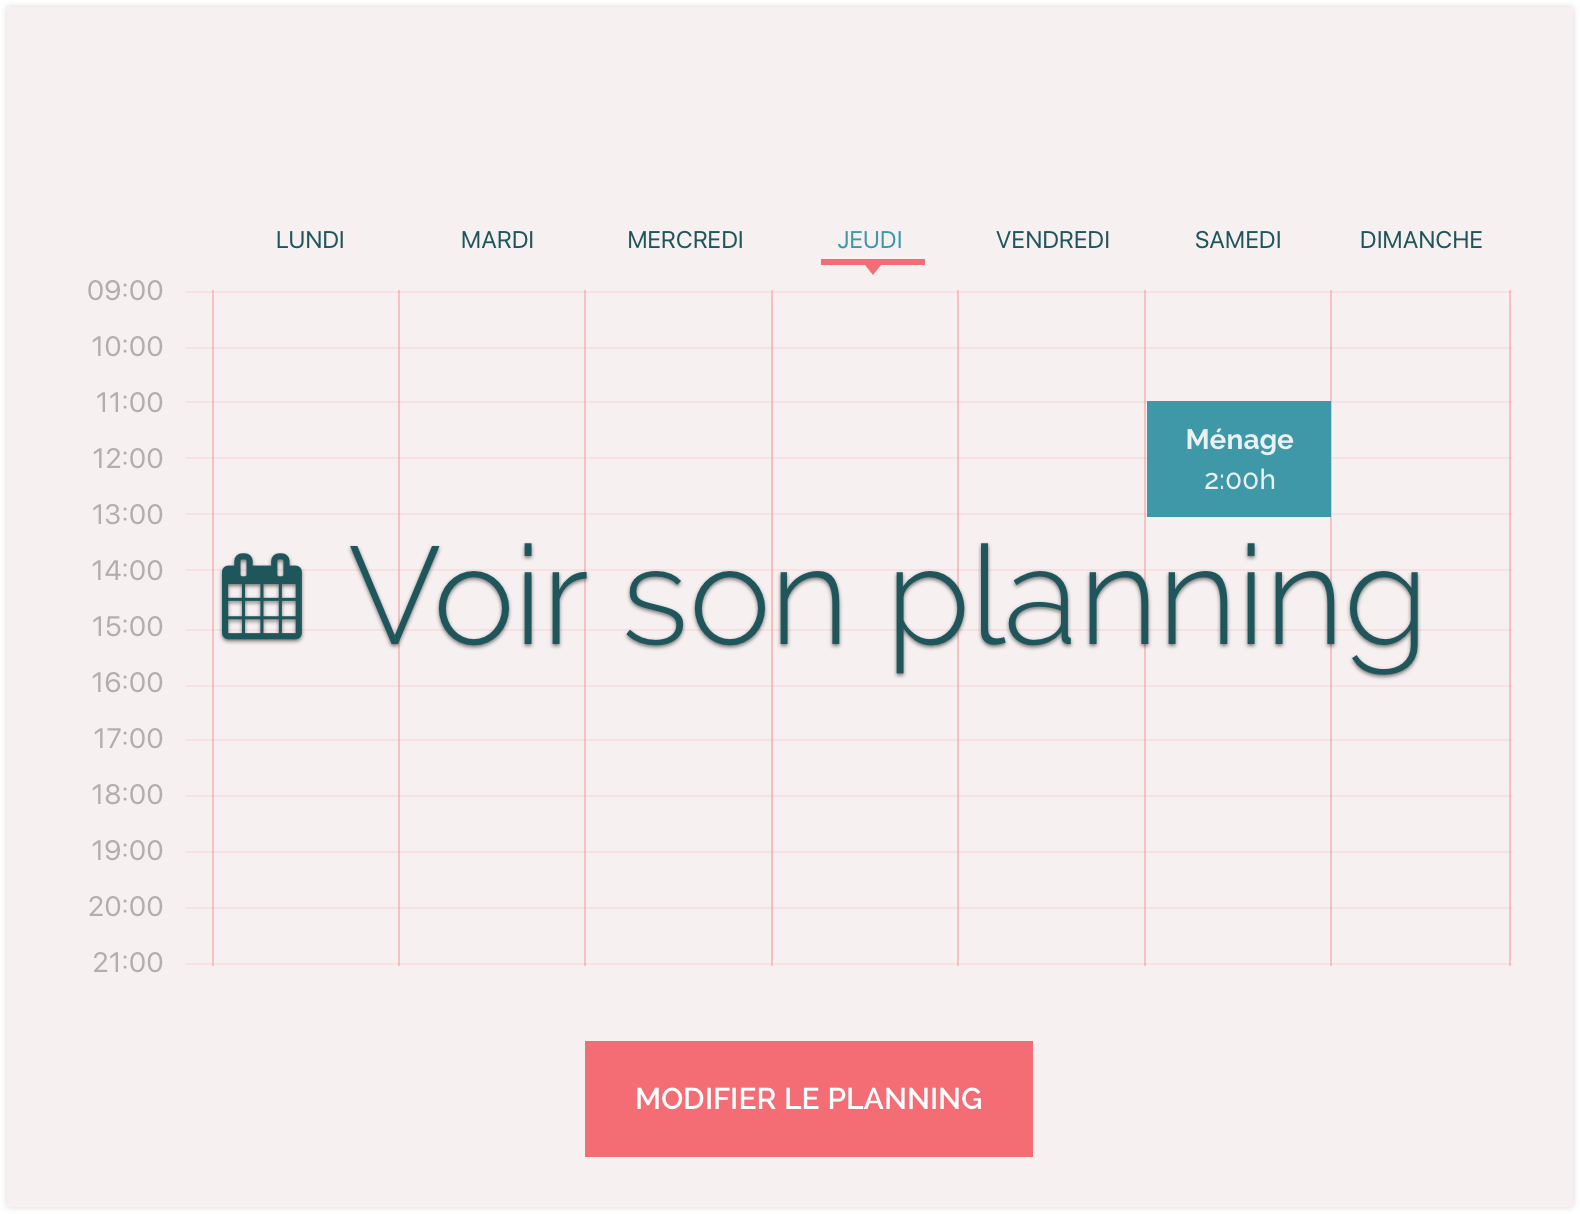 LUNDI MARDI MERCREDI JEUDI VENDREDI SAMEDI DIMANCHE
09:00
10:00
11:00
Ménage
12:00
2:00h
13:00
14:00
Voir son planning
15:00
16:00
17:00
18:00
19:00
20:00
21:00
MODIFIER LE PLANNING